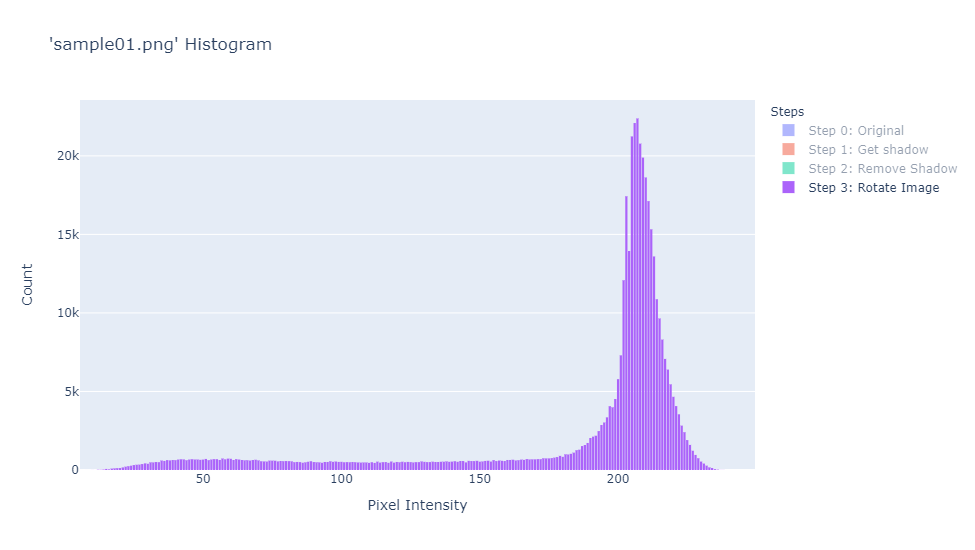 'sample01.png' Histogram
Steps
Step 0: Original
Step 1: Get shadow
Step 2: Remove Shadow
Step 3: Rotate Image
Count
20k
15k
10k
5k
0
50
100
150
200
Pixel Intensity